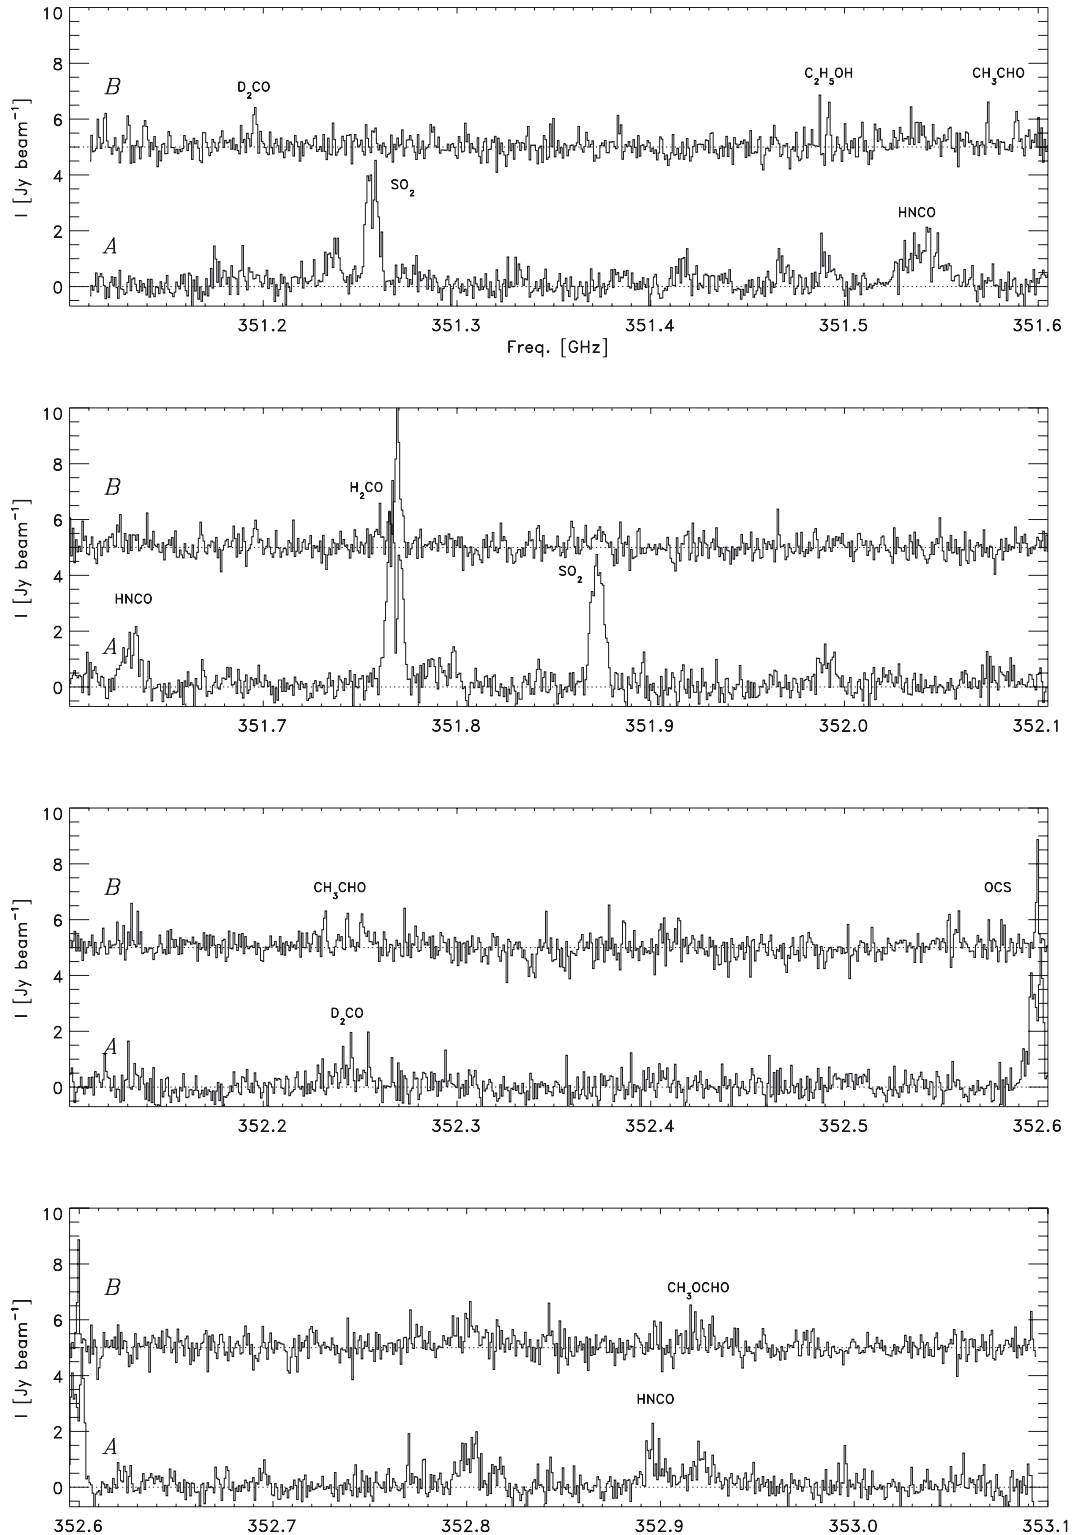 10
8
6
4
2
0
I [Jy beam⁻¹]
B
A
D₂CO
C₂H₅OH
CH₃CHO
SO₂
HNCO
351.2 351.3 351.4 351.5 351.6
Freq. [GHz]
10
8
6
4
2
0
I [Jy beam⁻¹]
B
A
H₂CO
SO₂
HNCO
351.7 351.8 351.9 352.0 352.1
10
8
6
4
2
0
I [Jy beam⁻¹]
B
A
CH₃CHO
OCS
D₂CO
352.2 352.3 352.4 352.5 352.6
10
8
6
4
2
0
I [Jy beam⁻¹]
B
A
CH₃OCHO
HNCO
352.6 352.7 352.8 352.9 353.0 353.1